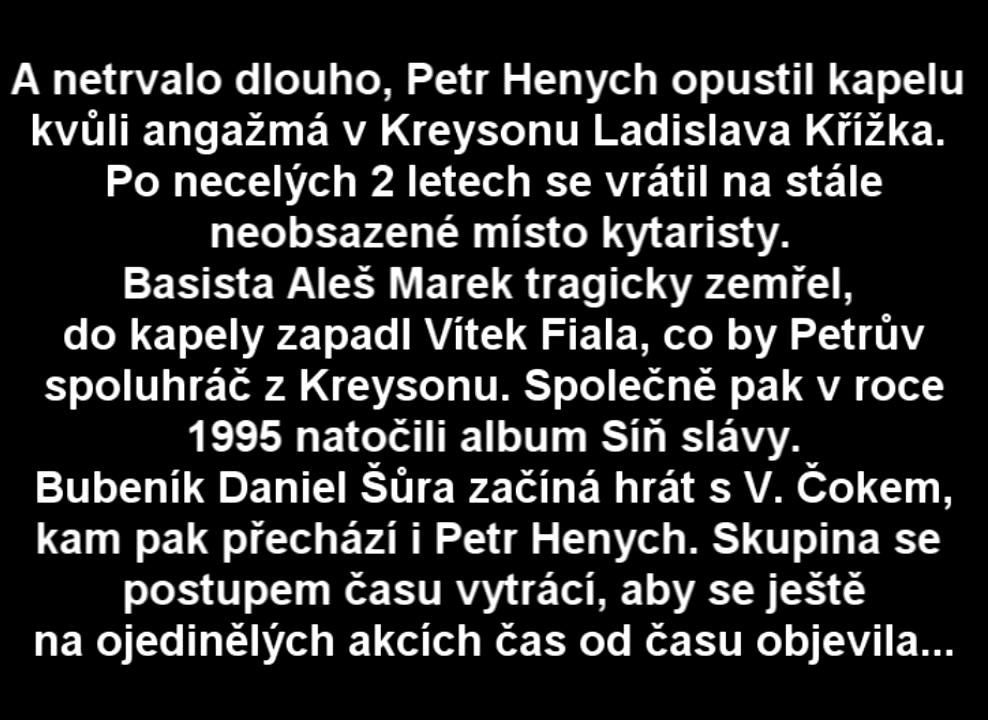 A netrvalo dlouho, Petr Henych opustil kapelu
kvůli angažmá v Kreysonu Ladislava Křížka.
Po necelých 2 letech se vrátil na stále
neobsazené místo kytaristy.
Basista Aleš Marek tragicky zemřel,
do kapely zapadl Vítek Fiala, co by Petrův
spoluhráč z Kreysonu. Společně pak v roce
1995 natočili album Síň slávy.
Bubeník Daniel Šůra začíná hrát s V. Čokem,
kam pak přechází i Petr Henych. Skupina se
postupem času vytrácí, aby se ještě
na ojedinělých akcích čas od času objevila...